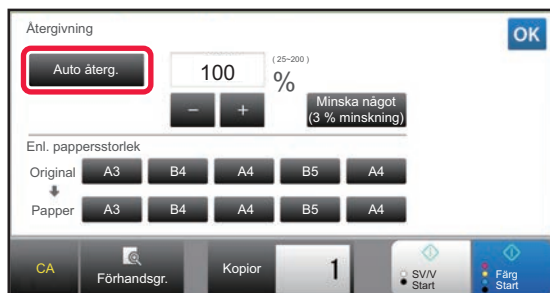 Återgivning
OK
Auto återg.
100
(25~200)
%
−
+
Minska något
(3 % minskning)
Enl. pappersstorlek
Original
A3
B4
A4
B5
A4
Papper
A3
B4
A4
B5
A4
CA
Förhandsgr.
Kopior
1
SV/V
Start
Färg
Start